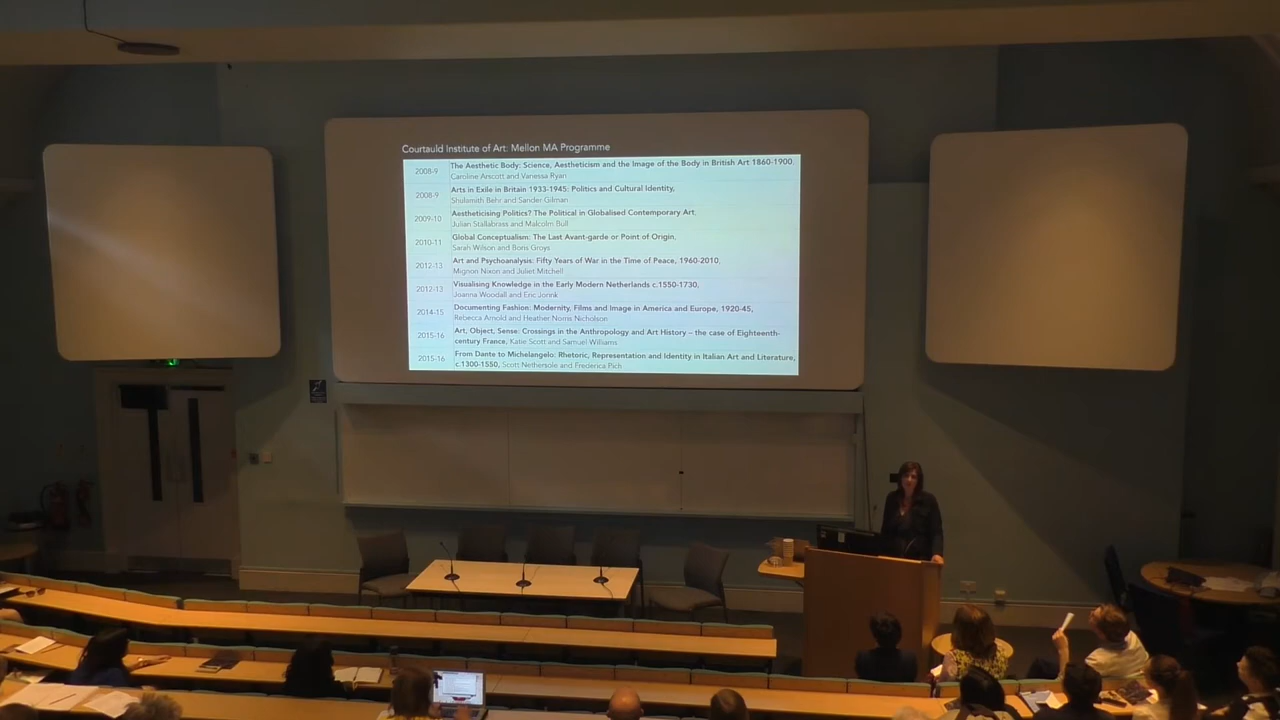 Courtauld Institute of Art: Mellon MA Programme
2008-9 The Aesthetic Body: Science, Aestheticism and the Image of the Body in British Art 1860-1900,
Caroline Arscott and Vanessa Ryan
2008-9 Arts in Exile in Britain 1933-1945: Politics and Cultural Identity,
Shulamith Behr and Sander Gilman
2009-10 Aestheticising Politics? The Political in Globalised Contemporary Art,
Julian Stallabrass and Malcolm Bull
2010-11 Global Conceptualism: The Last Avant-garde or Point of Origin,
Sarah Wilson and Boris Groys
2012-13 Art and Psychoanalysis: Fifty Years of War in the Time of Peace, 1960-2010,
Mignon Nixon and Juliet Mitchell
2012-13 Visualising Knowledge in the Early Modern Netherlands c.1550-1730,
Joanna Woodall and Eric Jorink
2014-15 Documenting Fashion: Modernity, Films and Image in America and Europe, 1920-45,
Rebecca Arnold and Heather Norris Nicholson
2015-16 Art, Object, Sense: Crossings in the Anthropology and Art History – the case of Eighteenth-
century France, Katie Scott and Samuel Williams
2015-16 From Dante to Michelangelo: Rhetoric, Representation and Identity in Italian Art and Literature,
c.1300-1550, Scott Nethersole and Frederica Pich